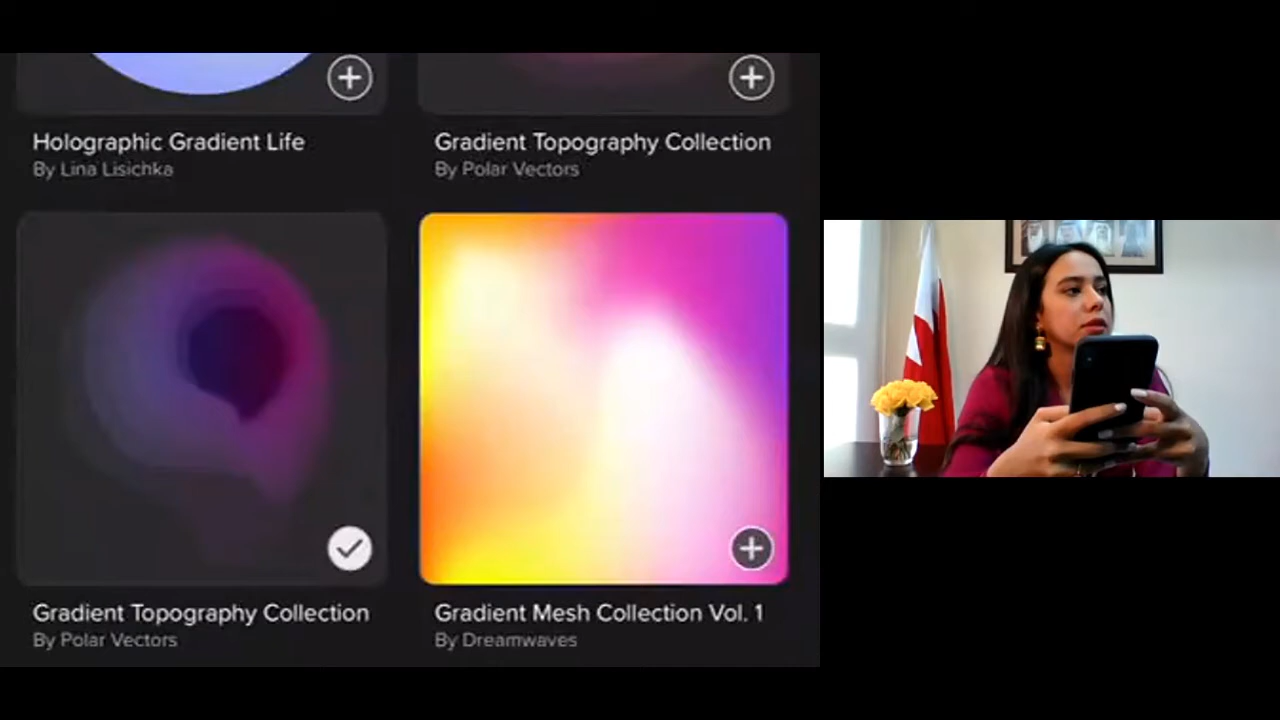 Holographic Gradient Life
By Lina Lisichka
Gradient Topography Collection
By Polar Vectors
Gradient Topography Collection
By Polar Vectors
Gradient Mesh Collection Vol. 1
By Dreamwaves